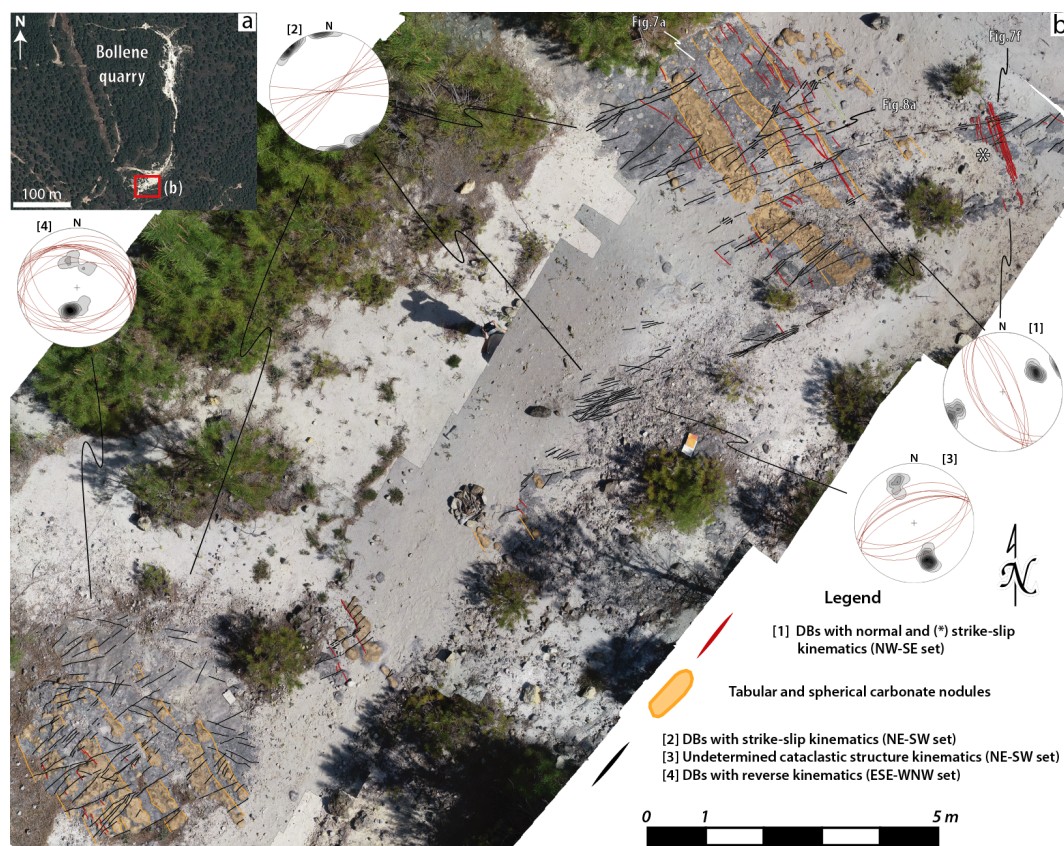 N
a
Bollene
quarry
(b)
100 m
[2]
N
b
Fig.7a
Fig.7f
Fig.8a
*
[4]
N
N
[1]
[3]
N
N
Legend
[1] DBs with normal and (*) strike-slip
kinematics (NW-SE set)
Tabular and spherical carbonate nodules
[2] DBs with strike-slip kinematics (NE-SW set)
[3] Undetermined cataclastic structure kinematics (NE-SW set)
[4] DBs with reverse kinematics (ESE-WNW set)
0 1 5 m